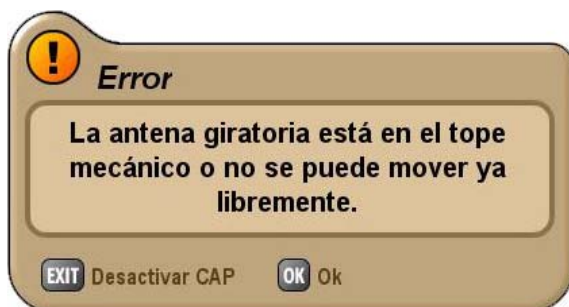 !
Error
La antena giratoria está en el tope
mecánico o no se puede mover ya
libremente.
EXIT Desactivar CAP OK Ok